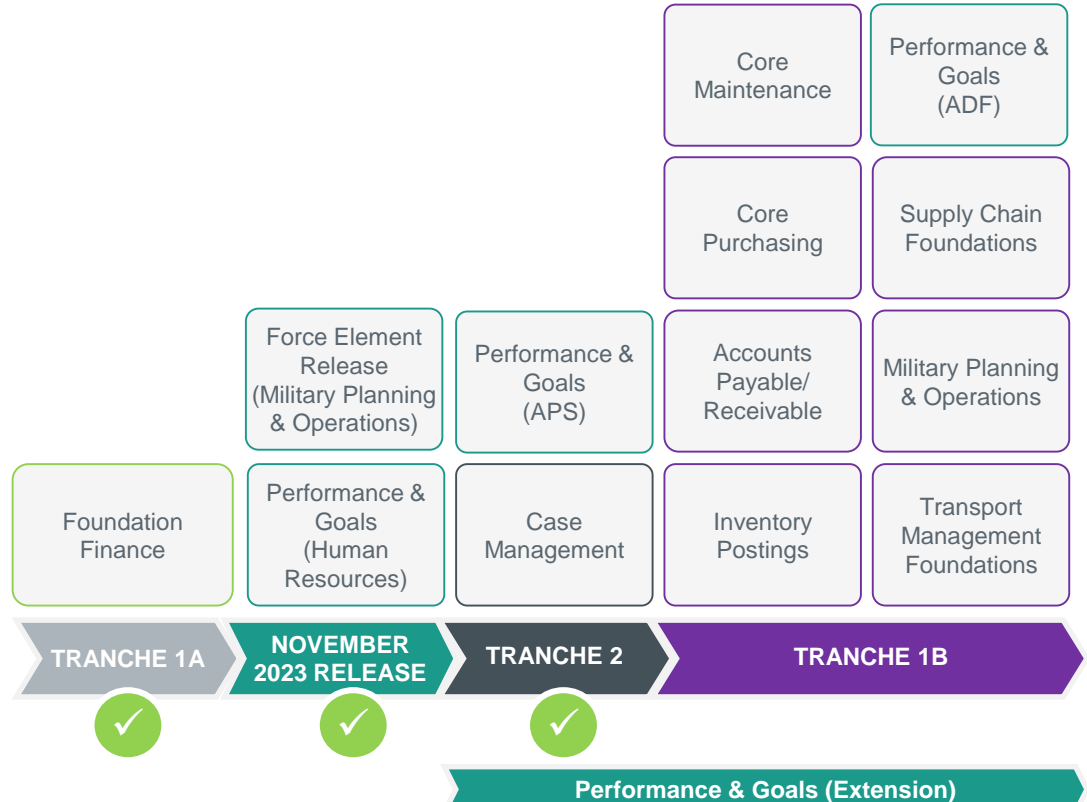 Core
Maintenance
Performance &
Goals
(ADF)
Core
Purchasing
Supply Chain
Foundations
Force Element
Release
(Military Planning
& Operations)
Performance &
Goals
(APS)
Accounts
Payable/
Receivable
Military Planning
& Operations
Foundation
Finance
Performance &
Goals
(Human
Resources)
Case
Management
Inventory
Postings
Transport
Management
Foundations
TRANCHE 1A
NOVEMBER
2023 RELEASE
TRANCHE 2
TRANCHE 1B
Performance & Goals (Extension)